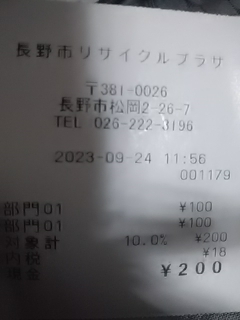 長野市リサイクルプラザ
〒381-0026
長野市松岡2-26-7
TEL 026-222-3196
2023-09-24 11:56
001179
部門01 ¥100
部門01 ¥100
対象計 10.0% ¥200
内税 ¥18
現金 ¥200